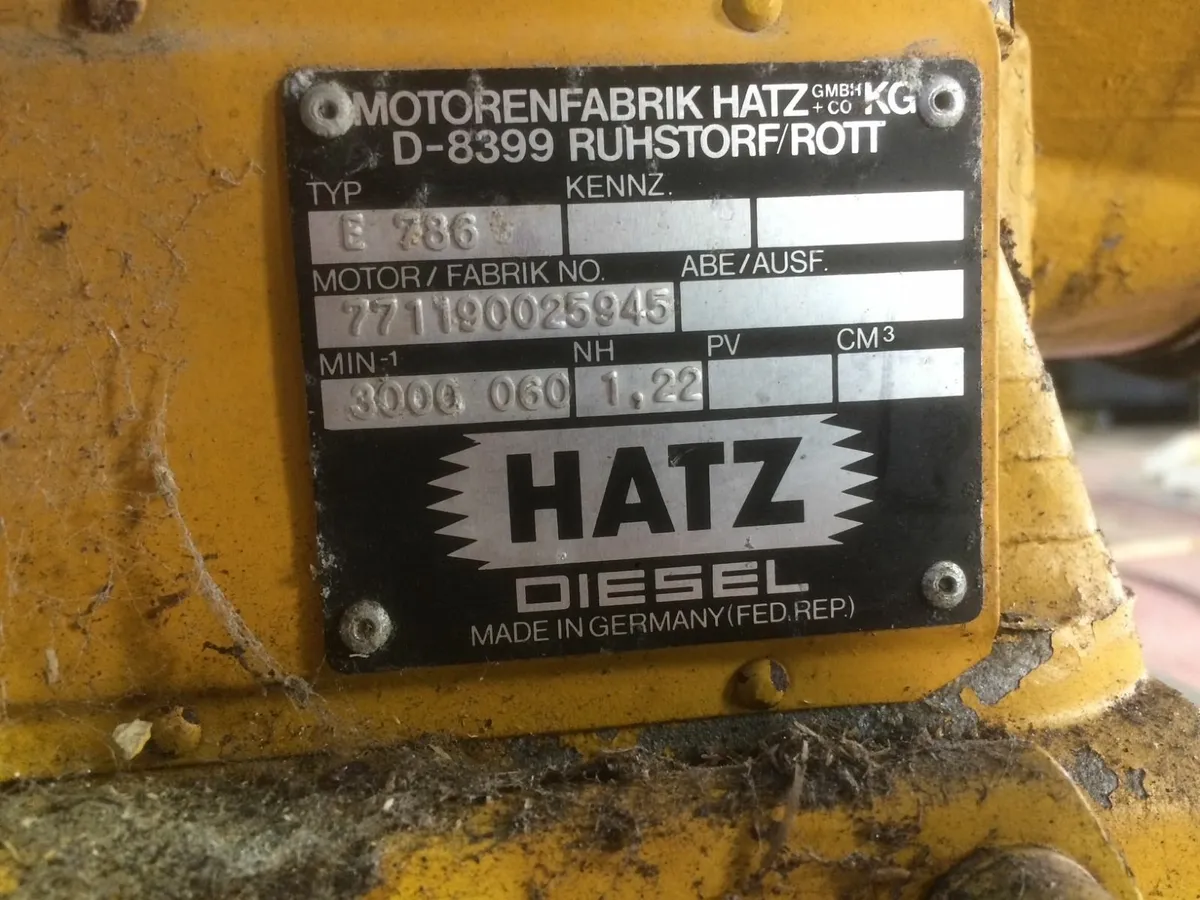 MOTORENFABRIK HATZ GMBH + CO KG
D-8399 RUHSTORF/ROTT
TYP KENNZ.
E 786
MOTOR/FABRIK NO. ABE/AUSF.
771190025945
MIN-1 NH PV CM3
3000 060 1,22
HATZ
DIESEL
MADE IN GERMANY (FED. REP.)